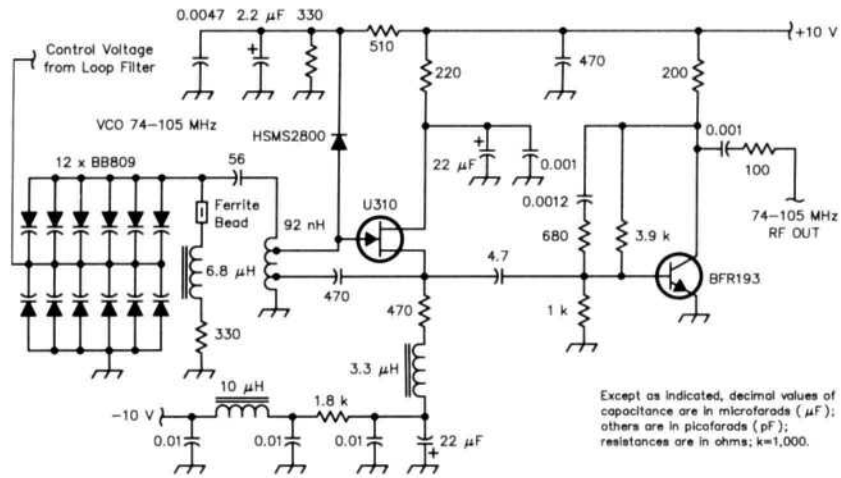 0.0047
2.2 μF
330
510
+10 V
Control Voltage
from Loop Filter
220
470
200
VCO 74–105 MHz
HSMS2800
0.001
12 x BB809
56
22 μF
0.001
100
U310
0.0012
Ferrite
Bead
92 nH
74–105 MHz
RF OUT
680
3.9 k
6.8 μH
4.7
BFR193
470
470
1 k
330
3.3 μH
10 μH
1.8 k
−10 V
0.01
0.01
0.01
22 μF
Except as indicated, decimal values of
capacitance are in microfarads ( μF);
others are in picofarads ( pF);
resistances are in ohms; k=1,000.